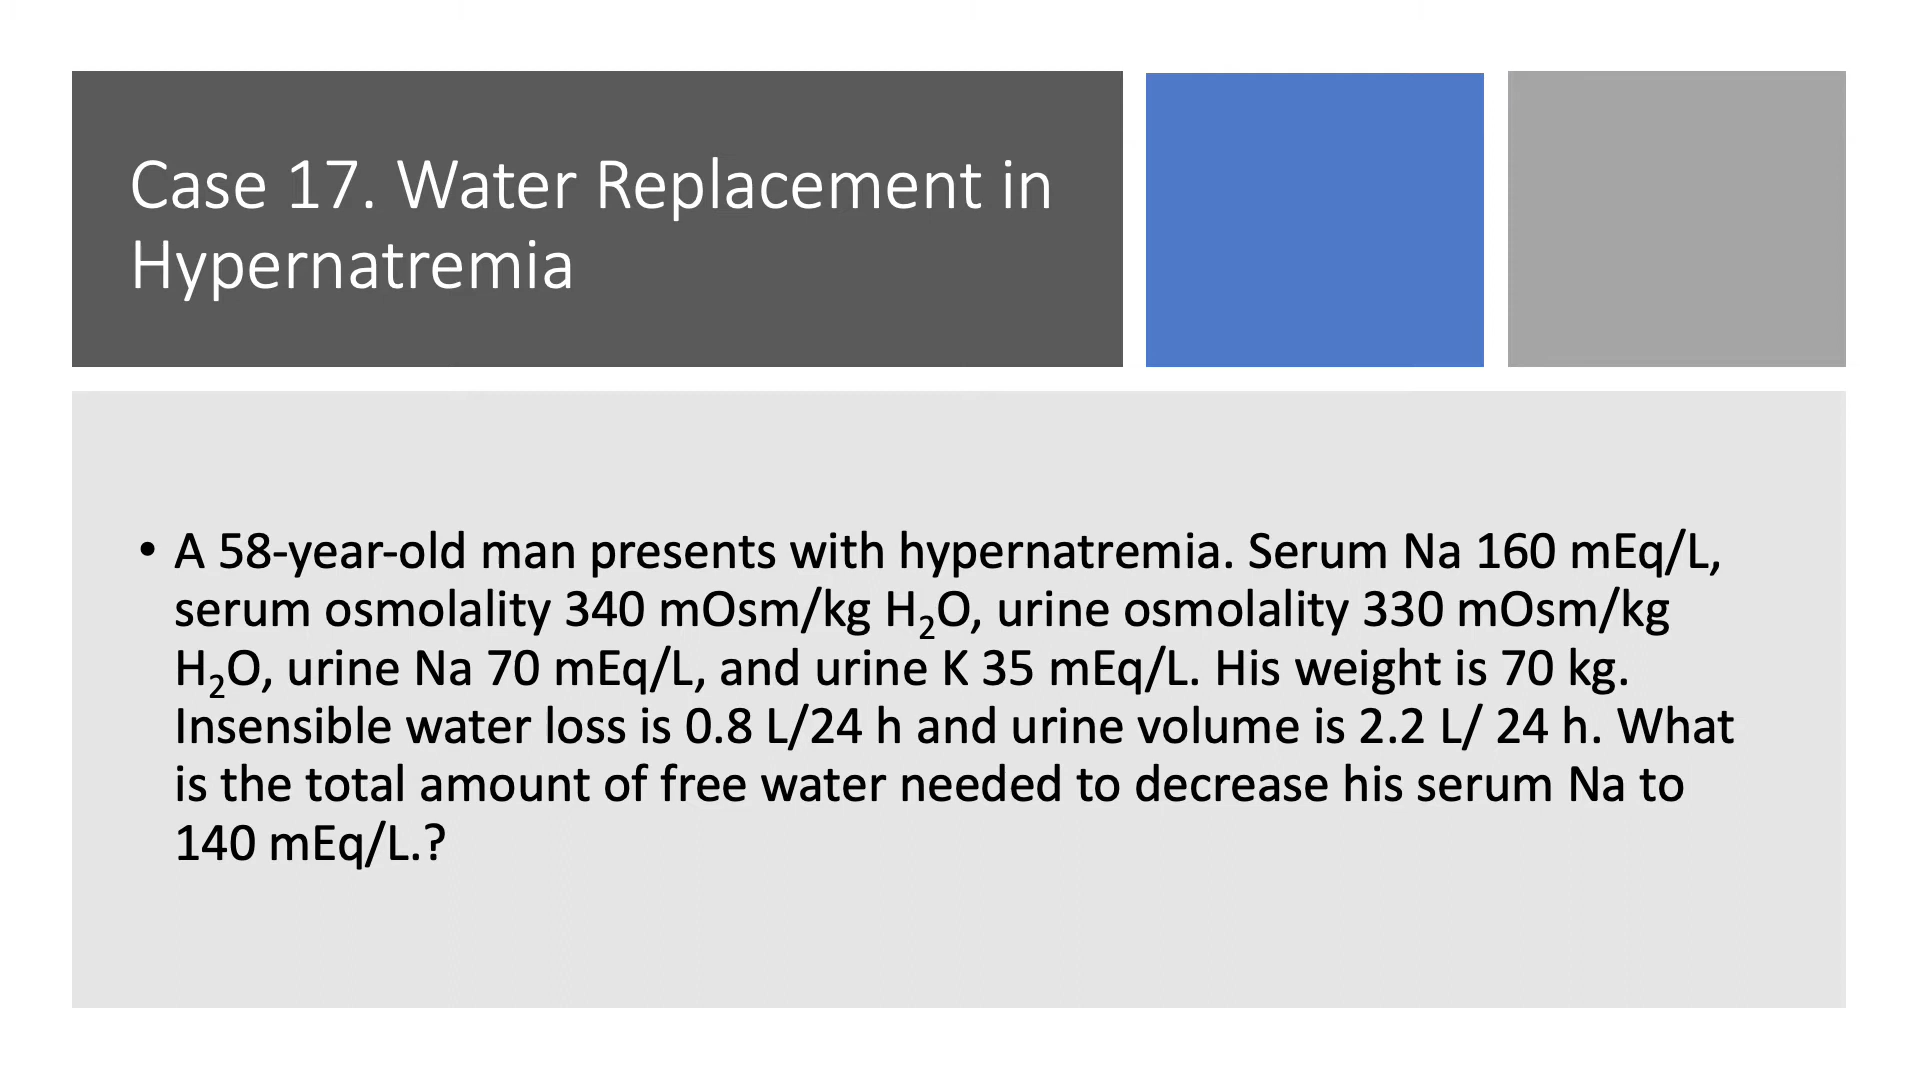 Case 17. Water Replacement in
Hypernatremia
• A 58-year-old man presents with hypernatremia. Serum Na 160 mEq/L,
serum osmolality 340 mOsm/kg H₂O, urine osmolality 330 mOsm/kg
H₂O, urine Na 70 mEq/L, and urine K 35 mEq/L. His weight is 70 kg.
Insensible water loss is 0.8 L/24 h and urine volume is 2.2 L/ 24 h. What
is the total amount of free water needed to decrease his serum Na to
140 mEq/L.?